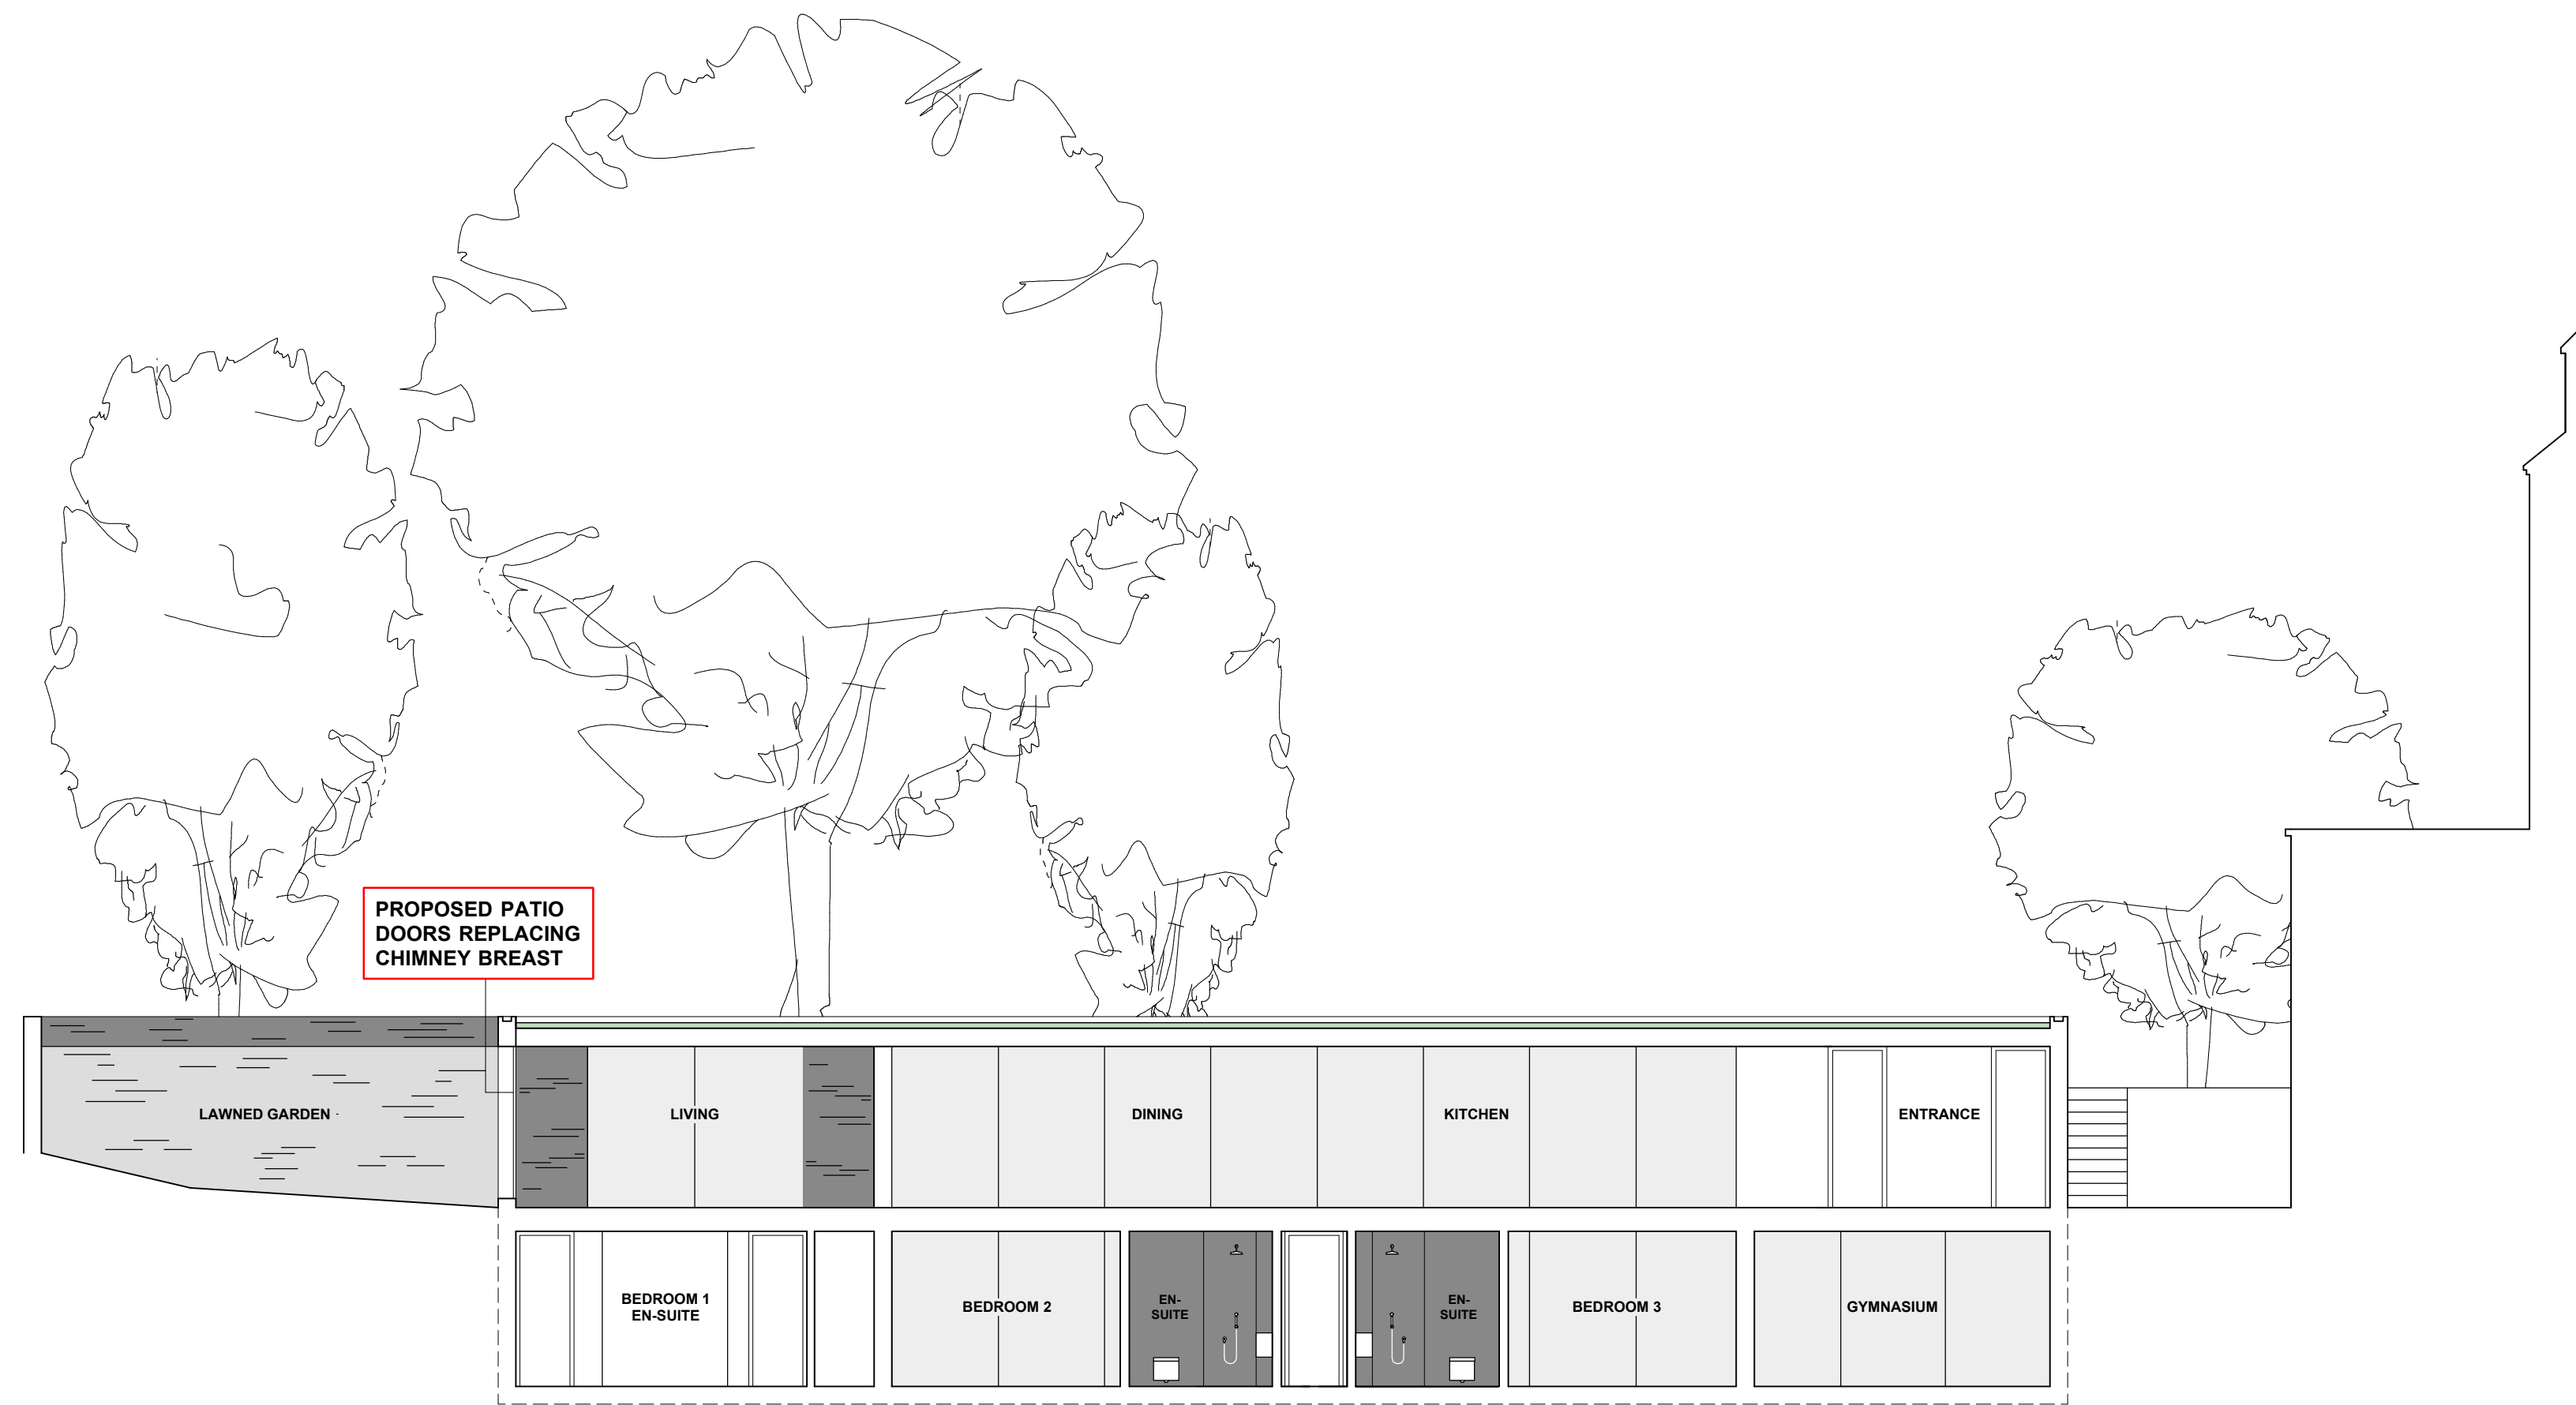 PROPOSED PATIO
DOORS REPLACING
CHIMNEY BREAST
LAWNED GARDEN
LIVING
DINING
KITCHEN
ENTRANCE
BEDROOM 1
EN-SUITE
BEDROOM 2
EN-
SUITE
EN-
SUITE
BEDROOM 3
GYMNASIUM